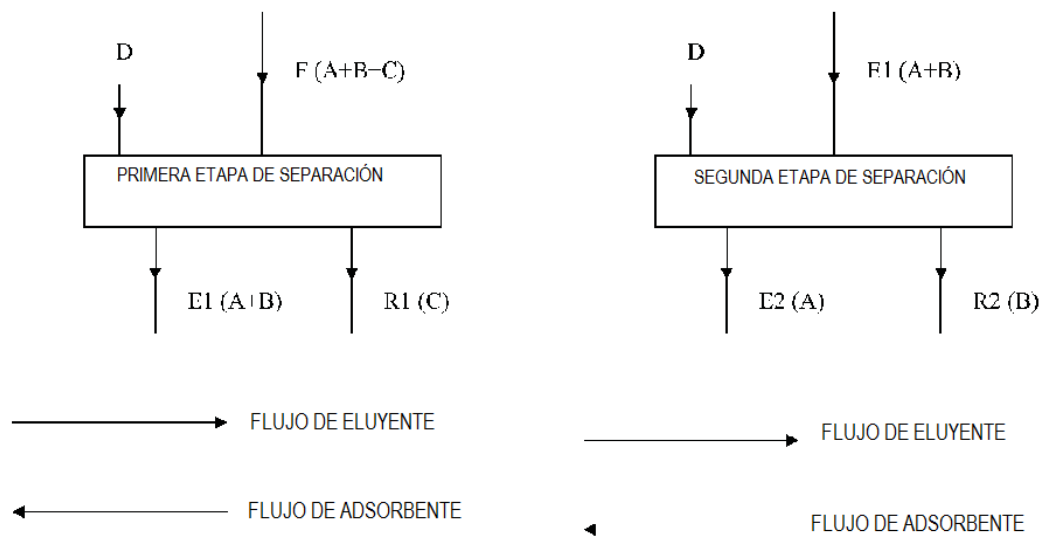 D
F (A+B+C)
PRIMERA ETAPA DE SEPARACIÓN
E1 (A+B)
R1 (C)
FLUJO DE ELUYENTE
FLUJO DE ADSORBENTE
D
E1 (A+B)
SEGUNDA ETAPA DE SEPARACIÓN
E2 (A)
R2 (B)
FLUJO DE ELUYENTE
FLUJO DE ADSORBENTE